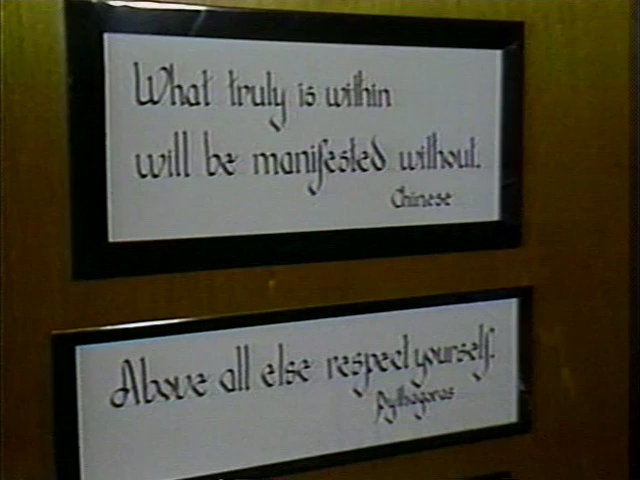 What truly is within
will be manifested without.
Chinese
Above all else respect yourself.
Pythagoras